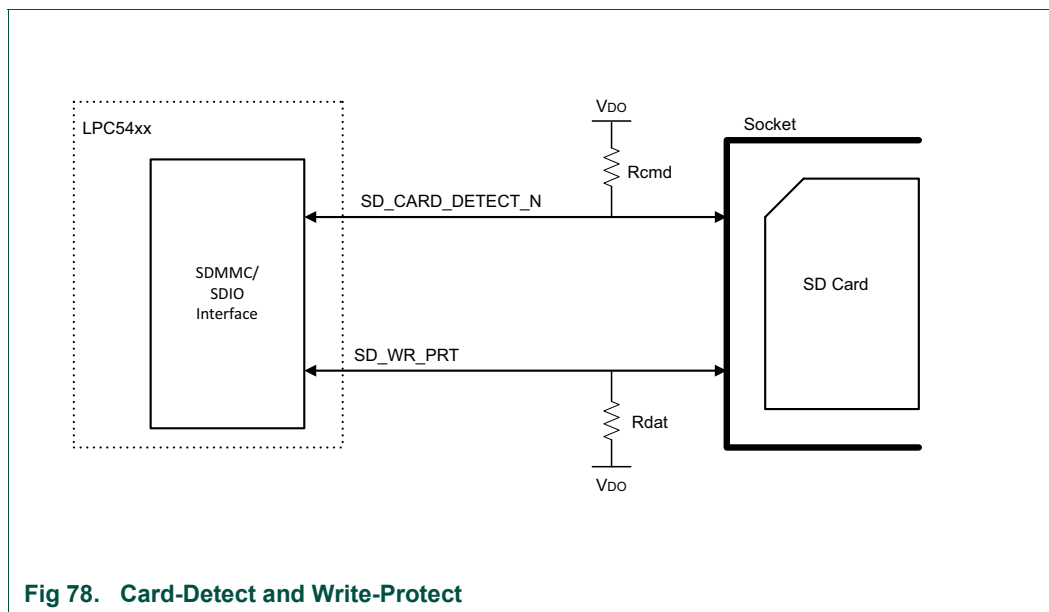 LPC54xx
VDO
Socket
Rcmd
SD_CARD_DETECT_N
SDMMC/
SDIO
Interface
SD Card
SD_WR_PRT
Rdat
VDO
Fig 78. Card-Detect and Write-Protect